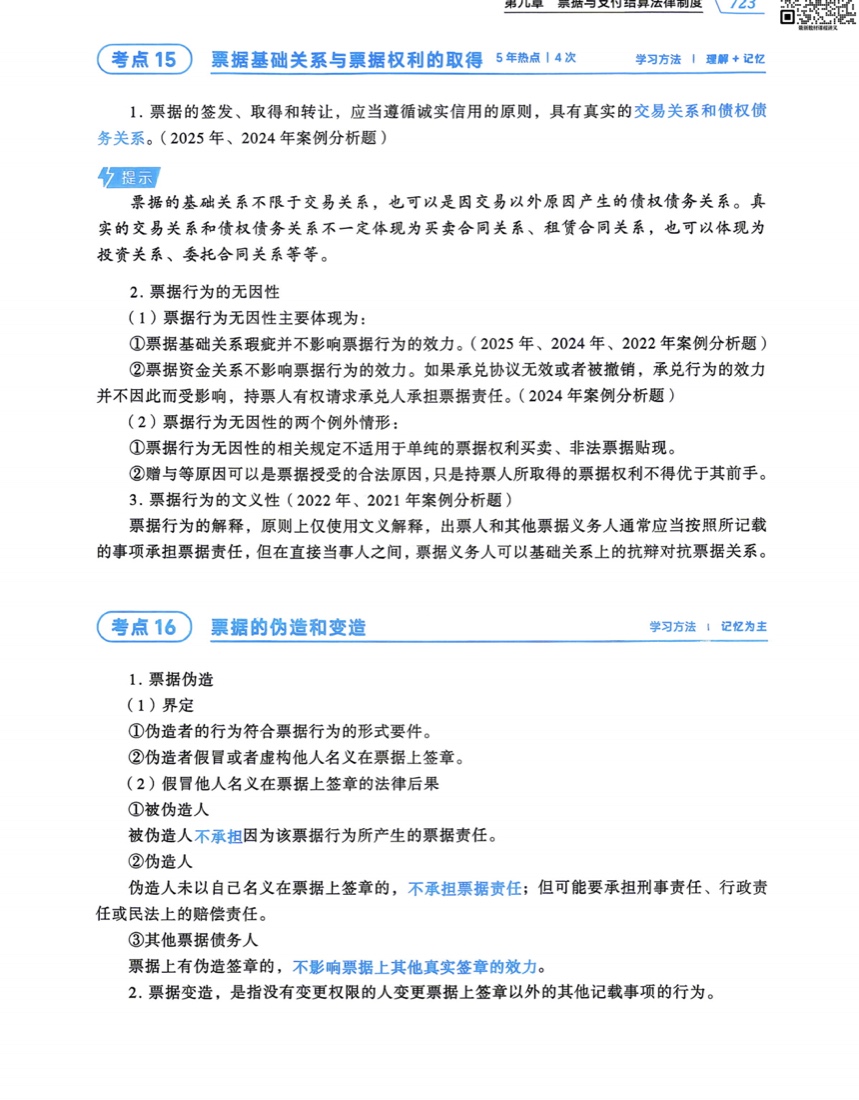 第九章 票据与支付结算法律制度 723
考点 15 票据基础关系与票据权利的取得 5 年热点 | 4 次 学习方法 | 理解 + 记忆
1. 票据的签发、取得和转让，应当遵循诚实信用的原则，具有真实的交易关系和债权债
务关系。（2025 年、2024 年案例分析题）
提示
票据的基础关系不限于交易关系，也可以是因交易以外原因产生的债权债务关系。真
实的交易关系和债权债务关系不一定体现为买卖合同关系、租赁合同关系，也可以体现为
投资关系、委托合同关系等等。
2. 票据行为的无因性
（1）票据行为无因性主要体现为：
①票据基础关系瑕疵并不影响票据行为的效力。（2025 年、2024 年、2022 年案例分析题）
②票据资金关系不影响票据行为的效力。如果承兑协议无效或者被撤销，承兑行为的效力
并不因此而受影响，持票人有权请求承兑人承担票据责任。（2024 年案例分析题）
（2）票据行为无因性的两个例外情形：
①票据行为无因性的相关规定不适用于单纯的票据权利买卖、非法票据贴现。
②赠与等原因可以是票据授受的合法原因，只是持票人所取得的票据权利不得优于其前手。
3. 票据行为的文义性（2022 年、2021 年案例分析题）
票据行为的解释，原则上仅使用文义解释，出票人和其他票据义务人通常应当按照所记载
的事项承担票据责任，但在直接当事人之间，票据义务人可以基础关系上的抗辩对抗票据关系。
考点 16 票据的伪造和变造 学习方法 | 记忆为主
1. 票据伪造
（1）界定
①伪造者的行为符合票据行为的形式要件。
②伪造者假冒或者虚构他人名义在票据上签章。
（2）假冒他人名义在票据上签章的法律后果
①被伪造人
被伪造人不承担因为该票据行为所产生的票据责任。
②伪造人
伪造人未以自己名义在票据上签章的，不承担票据责任；但可能要承担刑事责任、行政责
任或民法上的赔偿责任。
③其他票据债务人
票据上有伪造签章的，不影响票据上其他真实签章的效力。
2. 票据变造，是指没有变更权限的人变更票据上签章以外的其他记载事项的行为。